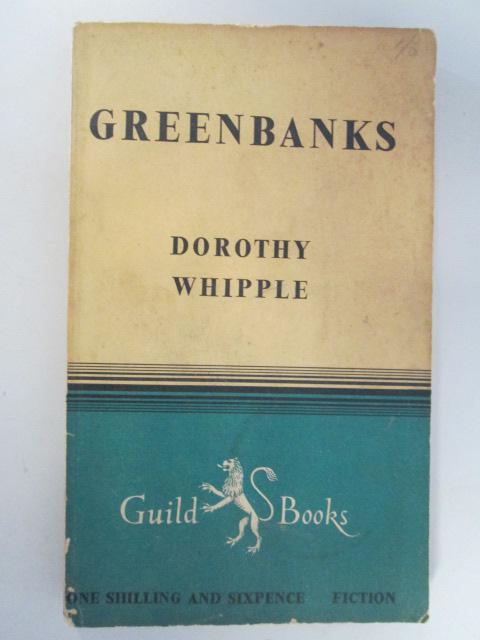 GREENBANKS
DOROTHY
WHIPPLE
Guild Books
ONE SHILLING AND SIXPENCE FICTION